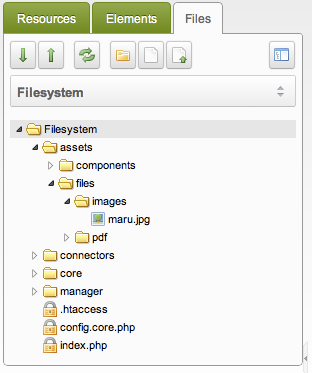 Resources Elements Files
Filesystem
Filesystem
assets
components
files
images
maru.jpg
pdf
connectors
core
manager
.htaccess
config.core.php
index.php